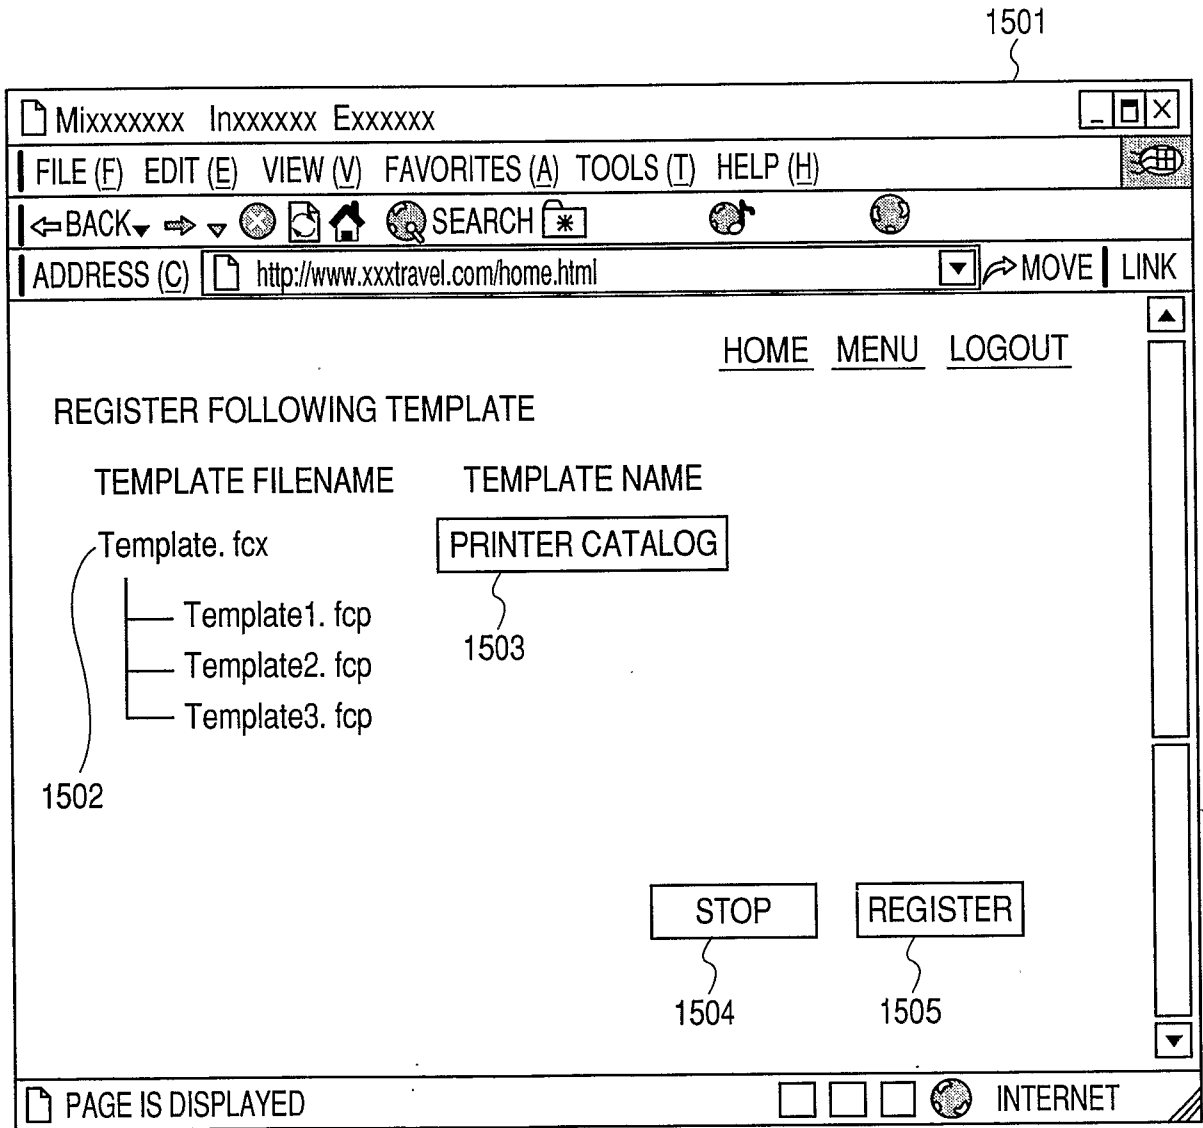 1501
Mixxxxxxx Inxxxxxx Exxxxxx
FILE (F) EDIT (E) VIEW (V) FAVORITES (A) TOOLS (T) HELP (H)
BACK SEARCH
ADDRESS (C) http://www.xxxtravel.com/home.html MOVE LINK
HOME MENU LOGOUT
REGISTER FOLLOWING TEMPLATE
TEMPLATE FILENAME TEMPLATE NAME
Template. fcx PRINTER CATALOG
Template1. fcp
1503
Template2. fcp
Template3. fcp
1502
STOP REGISTER
1504 1505
PAGE IS DISPLAYED INTERNET